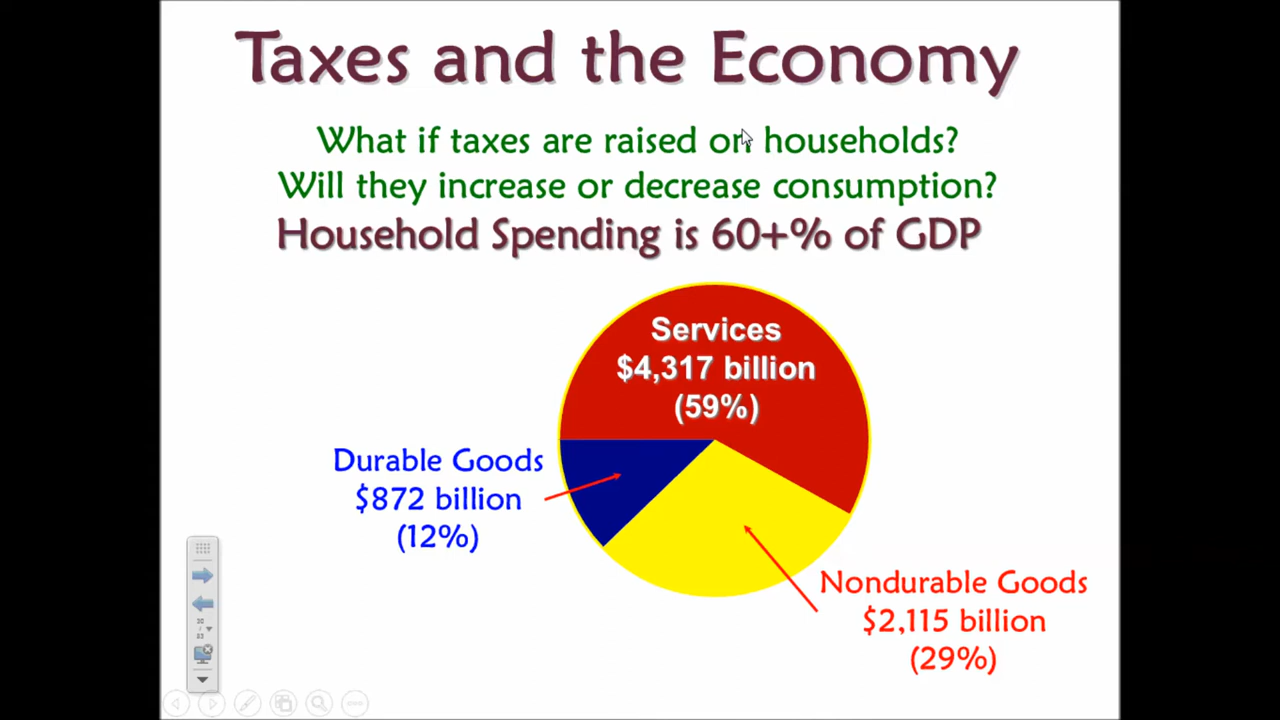 Taxes and the Economy
What if taxes are raised on households?
Will they increase or decrease consumption?
Household Spending is 60+% of GDP
Services
$4,317 billion
(59%)
Durable Goods
$872 billion
(12%)
Nondurable Goods
$2,115 billion
(29%)